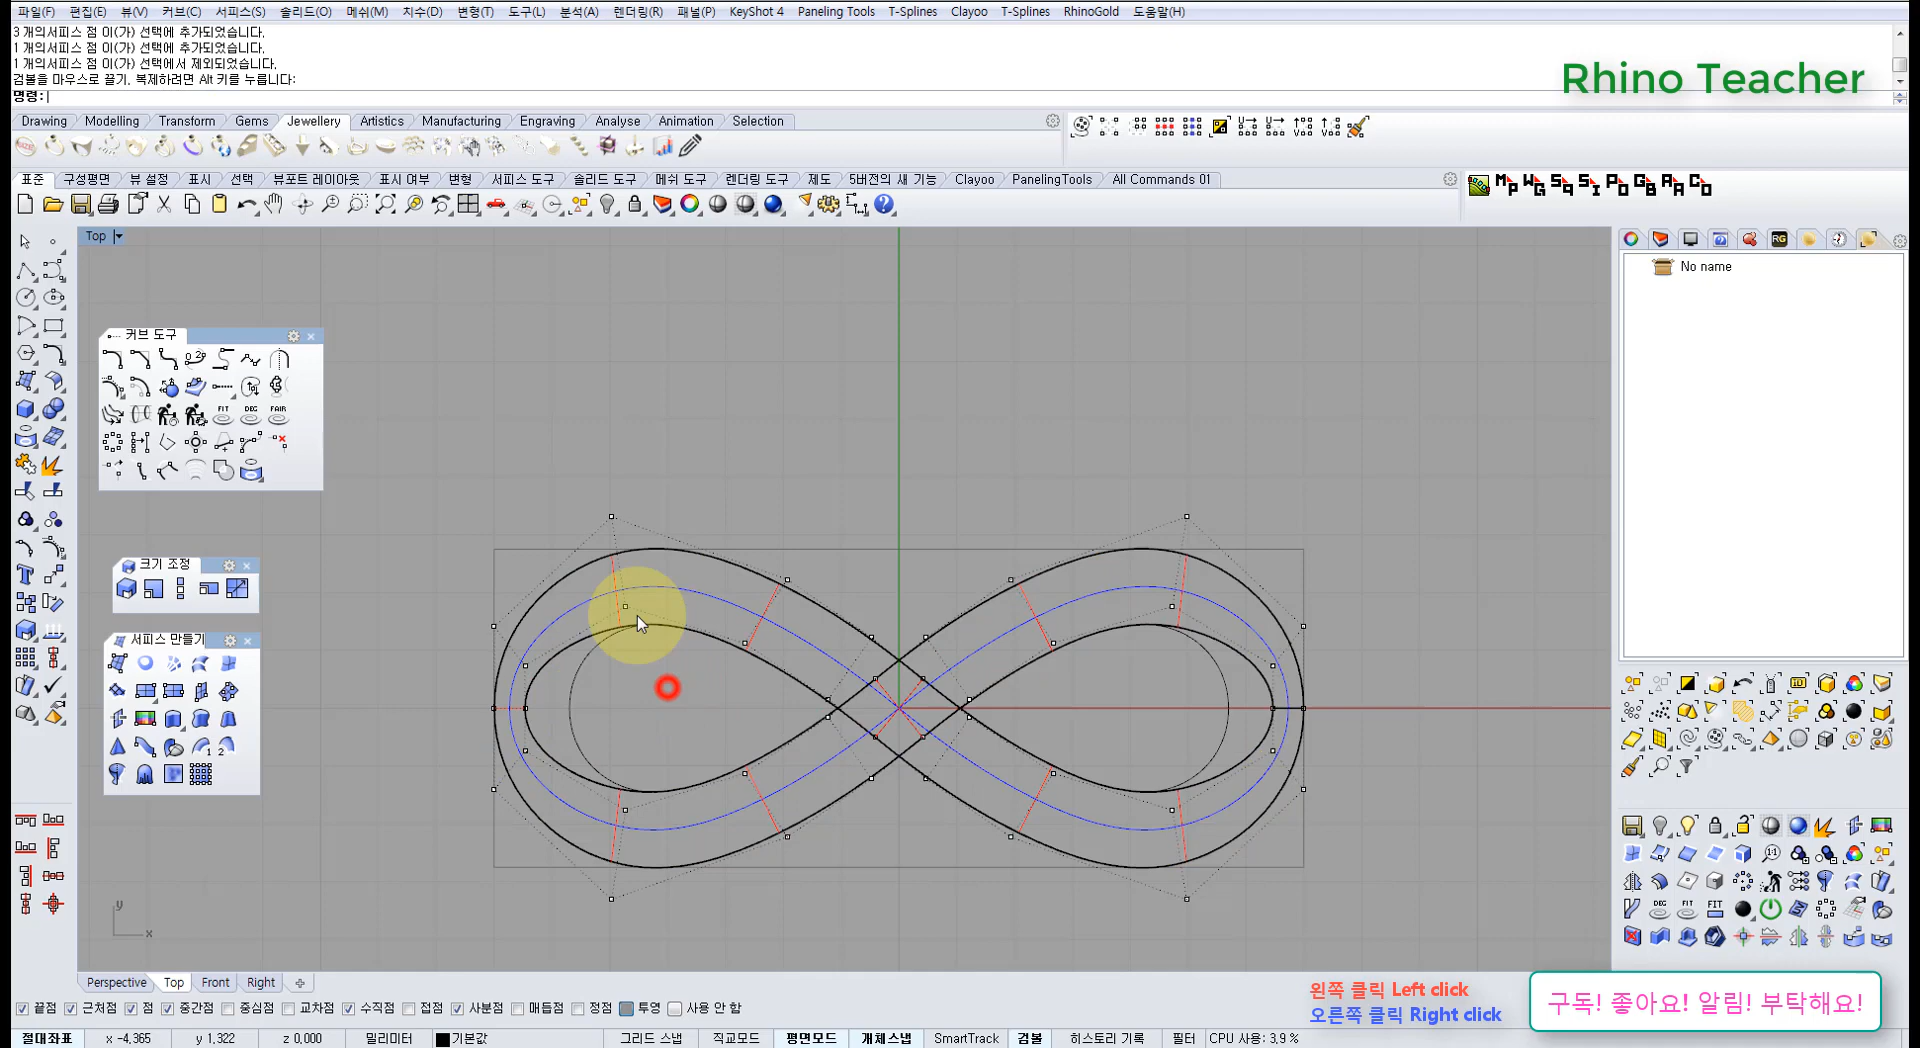 파일(F) 편집(E) 뷰(V) 커브(C) 서피스(S) 솔리드(O) 메쉬(M) 치수(D) 변형(T) 도구(L) 분석(A) 렌더링(R) 패널(P) KeyShot 4 Paneling Tools T-Splines Clayoo T-Splines RhinoGold 도움말(H)
3 개의서피스 점 이(가) 선택에 추가되었습니다.
1 개의서피스 점 이(가) 선택에 추가되었습니다.
1 개의서피스 점 이(가) 선택에서 제외되었습니다.
검볼을 마우스로 끌기. 복제하려면 Alt 키를 누릅니다:
명령:
Rhino Teacher
Drawing Modelling Transform Gems Jewellery Artistics Manufacturing Engraving Analyse Animation Selection
표준 구성평면 뷰 설정 표시 선택 뷰포트 레이아웃 표시 여부 변형 서피스 도구 솔리드 도구 메쉬 도구 렌더링 도구 제도 5버전의 새 기능 Clayoo PanelingTools All Commands 01
Top
No name
커브 도구
FIT DEG FAIR
크기 조정
서피스 만들기
y
x
DEG FIT FIT
Perspective Top Front Right
끝점 근처점 점 중간점 중심점 교차점 수직점 접점 사분점 매듭점 정점 투영 사용 안 함
왼쪽 클릭 Left click
오른쪽 클릭 Right click
구독! 좋아요! 알림! 부탁해요!
절대좌표 x -4,365 y 1,322 z 0,000 밀리미터 기본값 그리드 스냅 직교모드 평면모드 개체스냅 SmartTrack 검볼 히스토리 기록 필터 CPU 사용: 3,9 %